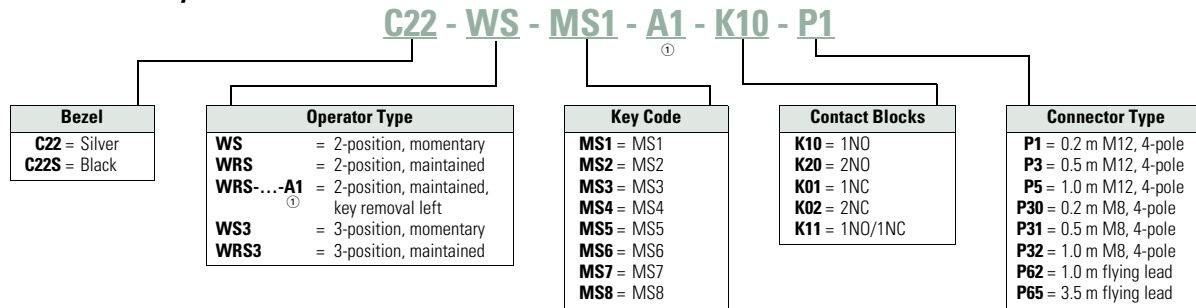 C22 - WS - MS1 - A1 - K10 - P1
①
Bezel
C22 = Silver
C22S = Black
Operator Type
WS = 2-position, momentary
WRS = 2-position, maintained
WRS-...-A1 = 2-position, maintained,
① key removal left
WS3 = 3-position, momentary
WRS3 = 3-position, maintained
Key Code
MS1 = MS1
MS2 = MS2
MS3 = MS3
MS4 = MS4
MS5 = MS5
MS6 = MS6
MS7 = MS7
MS8 = MS8
Contact Blocks
K10 = 1NO
K20 = 2NO
K01 = 1NC
K02 = 2NC
K11 = 1NO/1NC
Connector Type
P1 = 0.2 m M12, 4-pole
P3 = 0.5 m M12, 4-pole
P5 = 1.0 m M12, 4-pole
P30 = 0.2 m M8, 4-pole
P31 = 0.5 m M8, 4-pole
P32 = 1.0 m M8, 4-pole
P62 = 1.0 m flying lead
P65 = 3.5 m flying lead